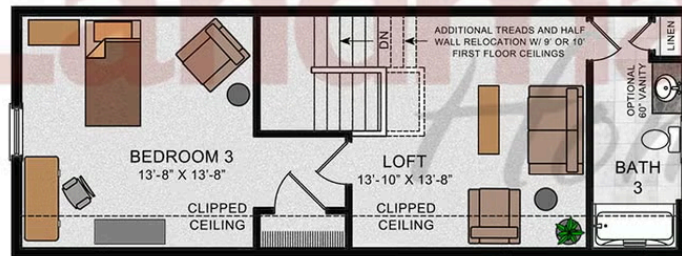 DN
ADDITIONAL TREADS AND HALF
WALL RELOCATION W/ 9' OR 10'
FIRST FLOOR CEILINGS
LINEN
OPTIONAL
60" VANITY
BEDROOM 3
13'-8" X 13'-8"
LOFT
13'-10" X 13'-8"
BATH
3
CLIPPED
CEILING
CLIPPED
CEILING